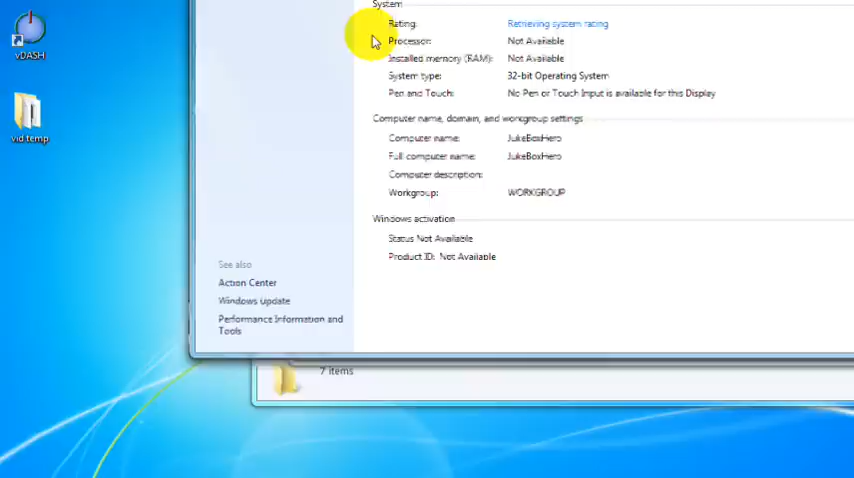 vDASH
vid.temp
System
Rating: Retrieving system rating
Processor: Not Available
Installed memory (RAM): Not Available
System type: 32-bit Operating System
Pen and Touch: No Pen or Touch Input is available for this Display
Computer name, domain, and workgroup settings
Computer name: JukeBoxHero
Full computer name: JukeBoxHero
Computer description:
Workgroup: WORKGROUP
Windows activation
Status Not Available
Product ID: Not Available
See also
Action Center
Windows Update
Performance Information and
Tools
7 items